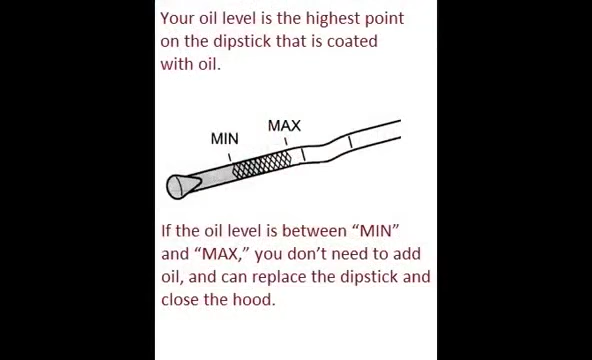 Your oil level is the highest point
on the dipstick that is coated
with oil.
MAX
MIN
If the oil level is between “MIN”
and “MAX,” you don’t need to add
oil, and can replace the dipstick and
close the hood.